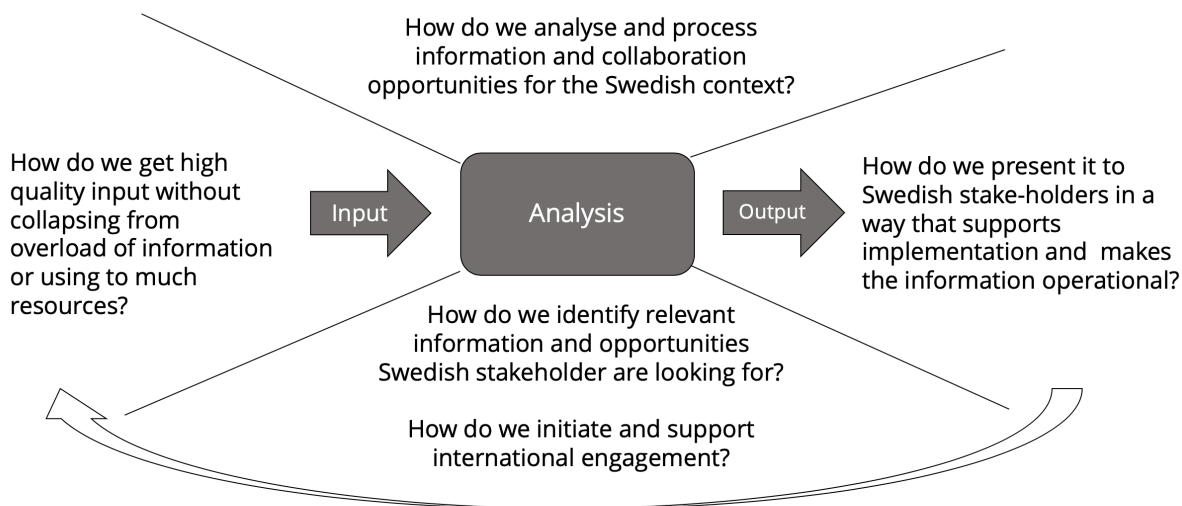 How do we analyse and process
information and collaboration
opportunities for the Swedish context?
How do we get high
quality input without
collapsing from
overload of information
or using to much
resources?
Input
Analysis
Output
How do we present it to
Swedish stake-holders in a
way that supports
implementation and  makes
the information operational?
How do we identify relevant
information and opportunities
Swedish stakeholder are looking for?
How do we initiate and support
international engagement?